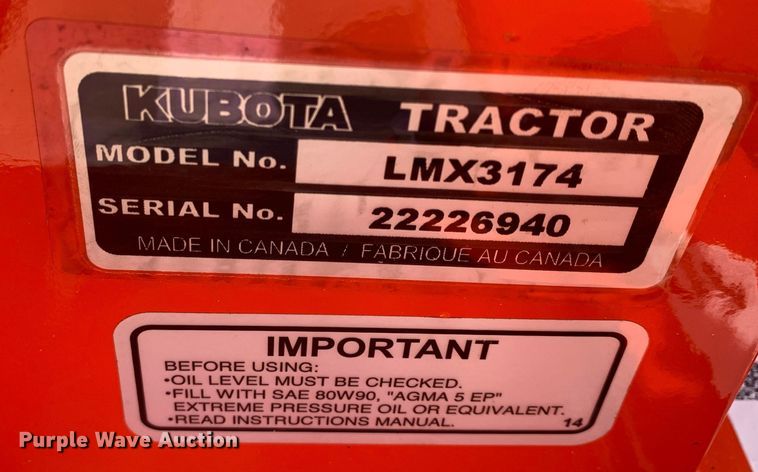 KUBOTA TRACTOR
MODEL No. LMX3174
SERIAL No. 22226940
MADE IN CANADA / FABRIQUE AU CANADA
IMPORTANT
BEFORE USING:
•OIL LEVEL MUST BE CHECKED.
•FILL WITH SAE 80W90, "AGMA 5 EP"
EXTREME PRESSURE OIL OR EQUIVALENT.
•READ INSTRUCTIONS MANUAL. 14
Purple Wave Auction